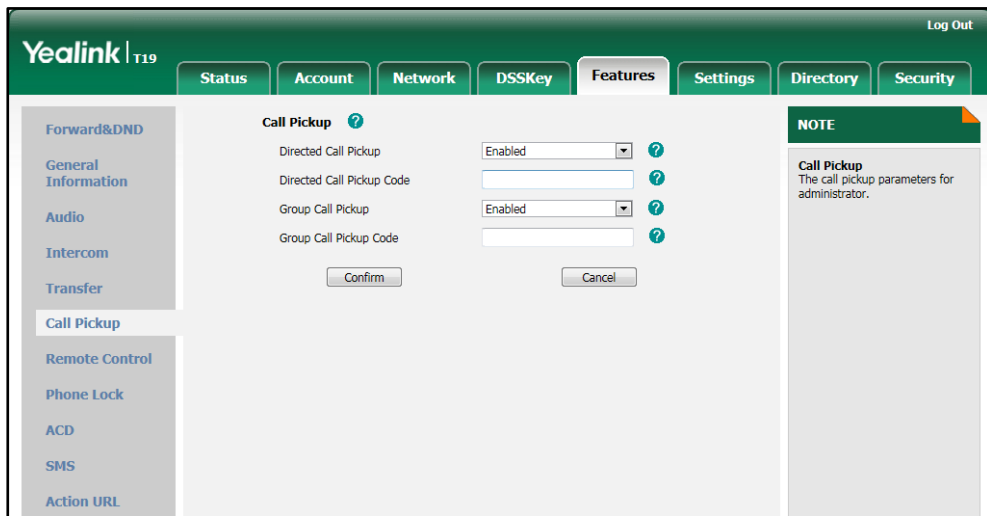 Log Out
Yealink | T19
Status Account Network DSSKey Features Settings Directory Security
Forward&DND
General
Information
Audio
Intercom
Transfer
Call Pickup
Remote Control
Phone Lock
ACD
SMS
Action URL
Call Pickup ?
Directed Call Pickup Enabled ?
Directed Call Pickup Code ?
Group Call Pickup Enabled ?
Group Call Pickup Code ?
Confirm Cancel
NOTE
Call Pickup
The call pickup parameters for
administrator.